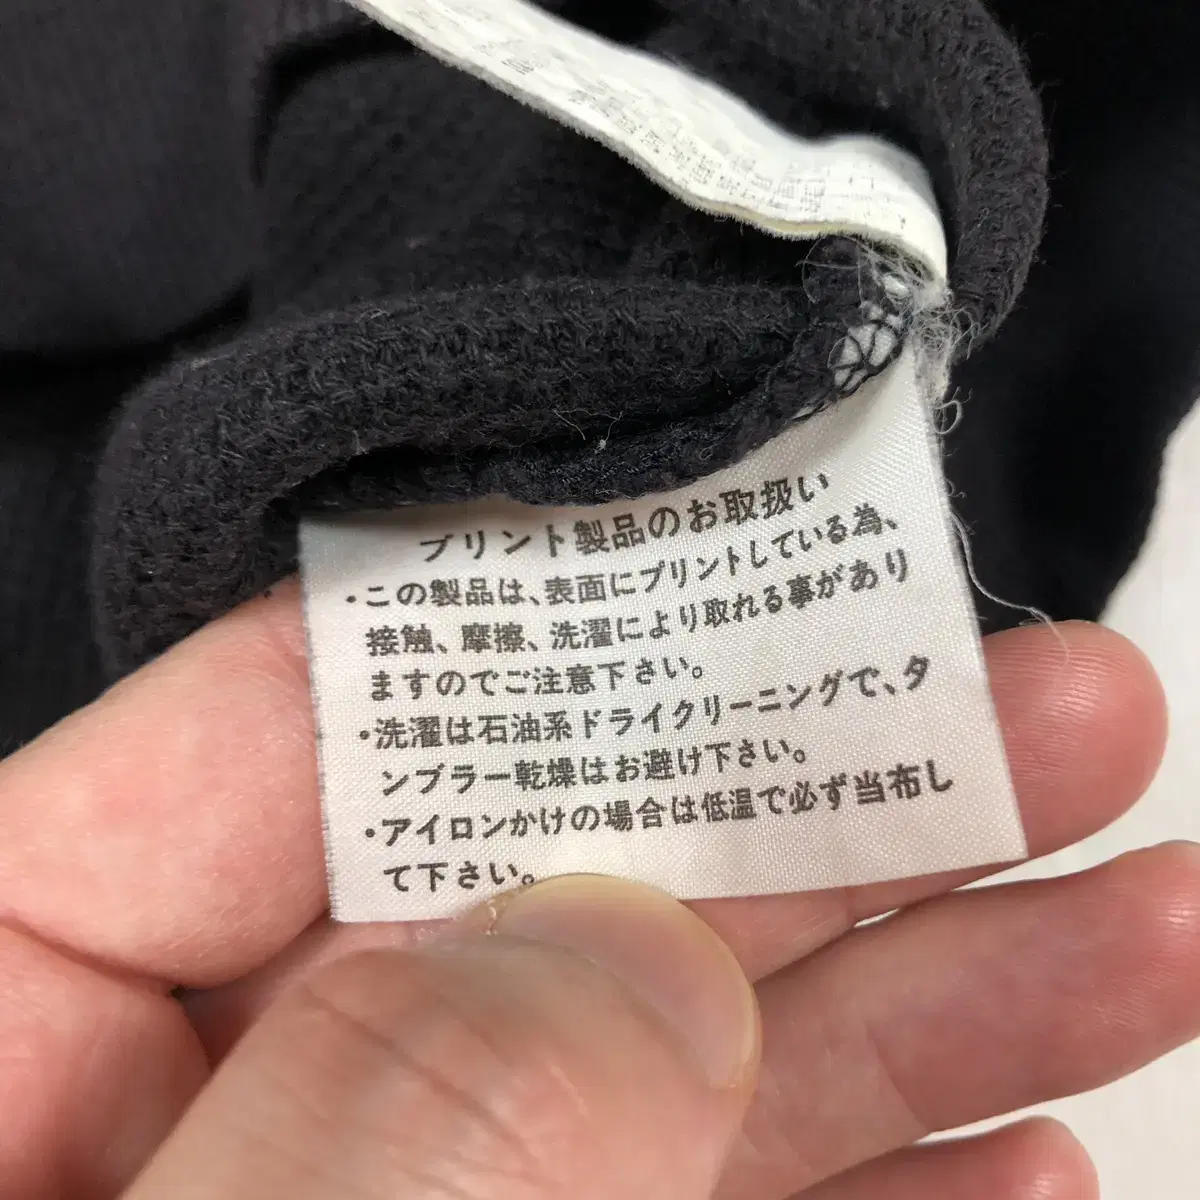 プリント製品のお取扱い
・この製品は、表面にプリントしている為、
接触、摩擦、洗濯により取れる事があり
ますのでご注意下さい。
・洗濯は石油系ドライクリーニングで、タ
ンブラー乾燥はお避け下さい。
・アイロンかけの場合は低温で必ず当布し
て下さい。